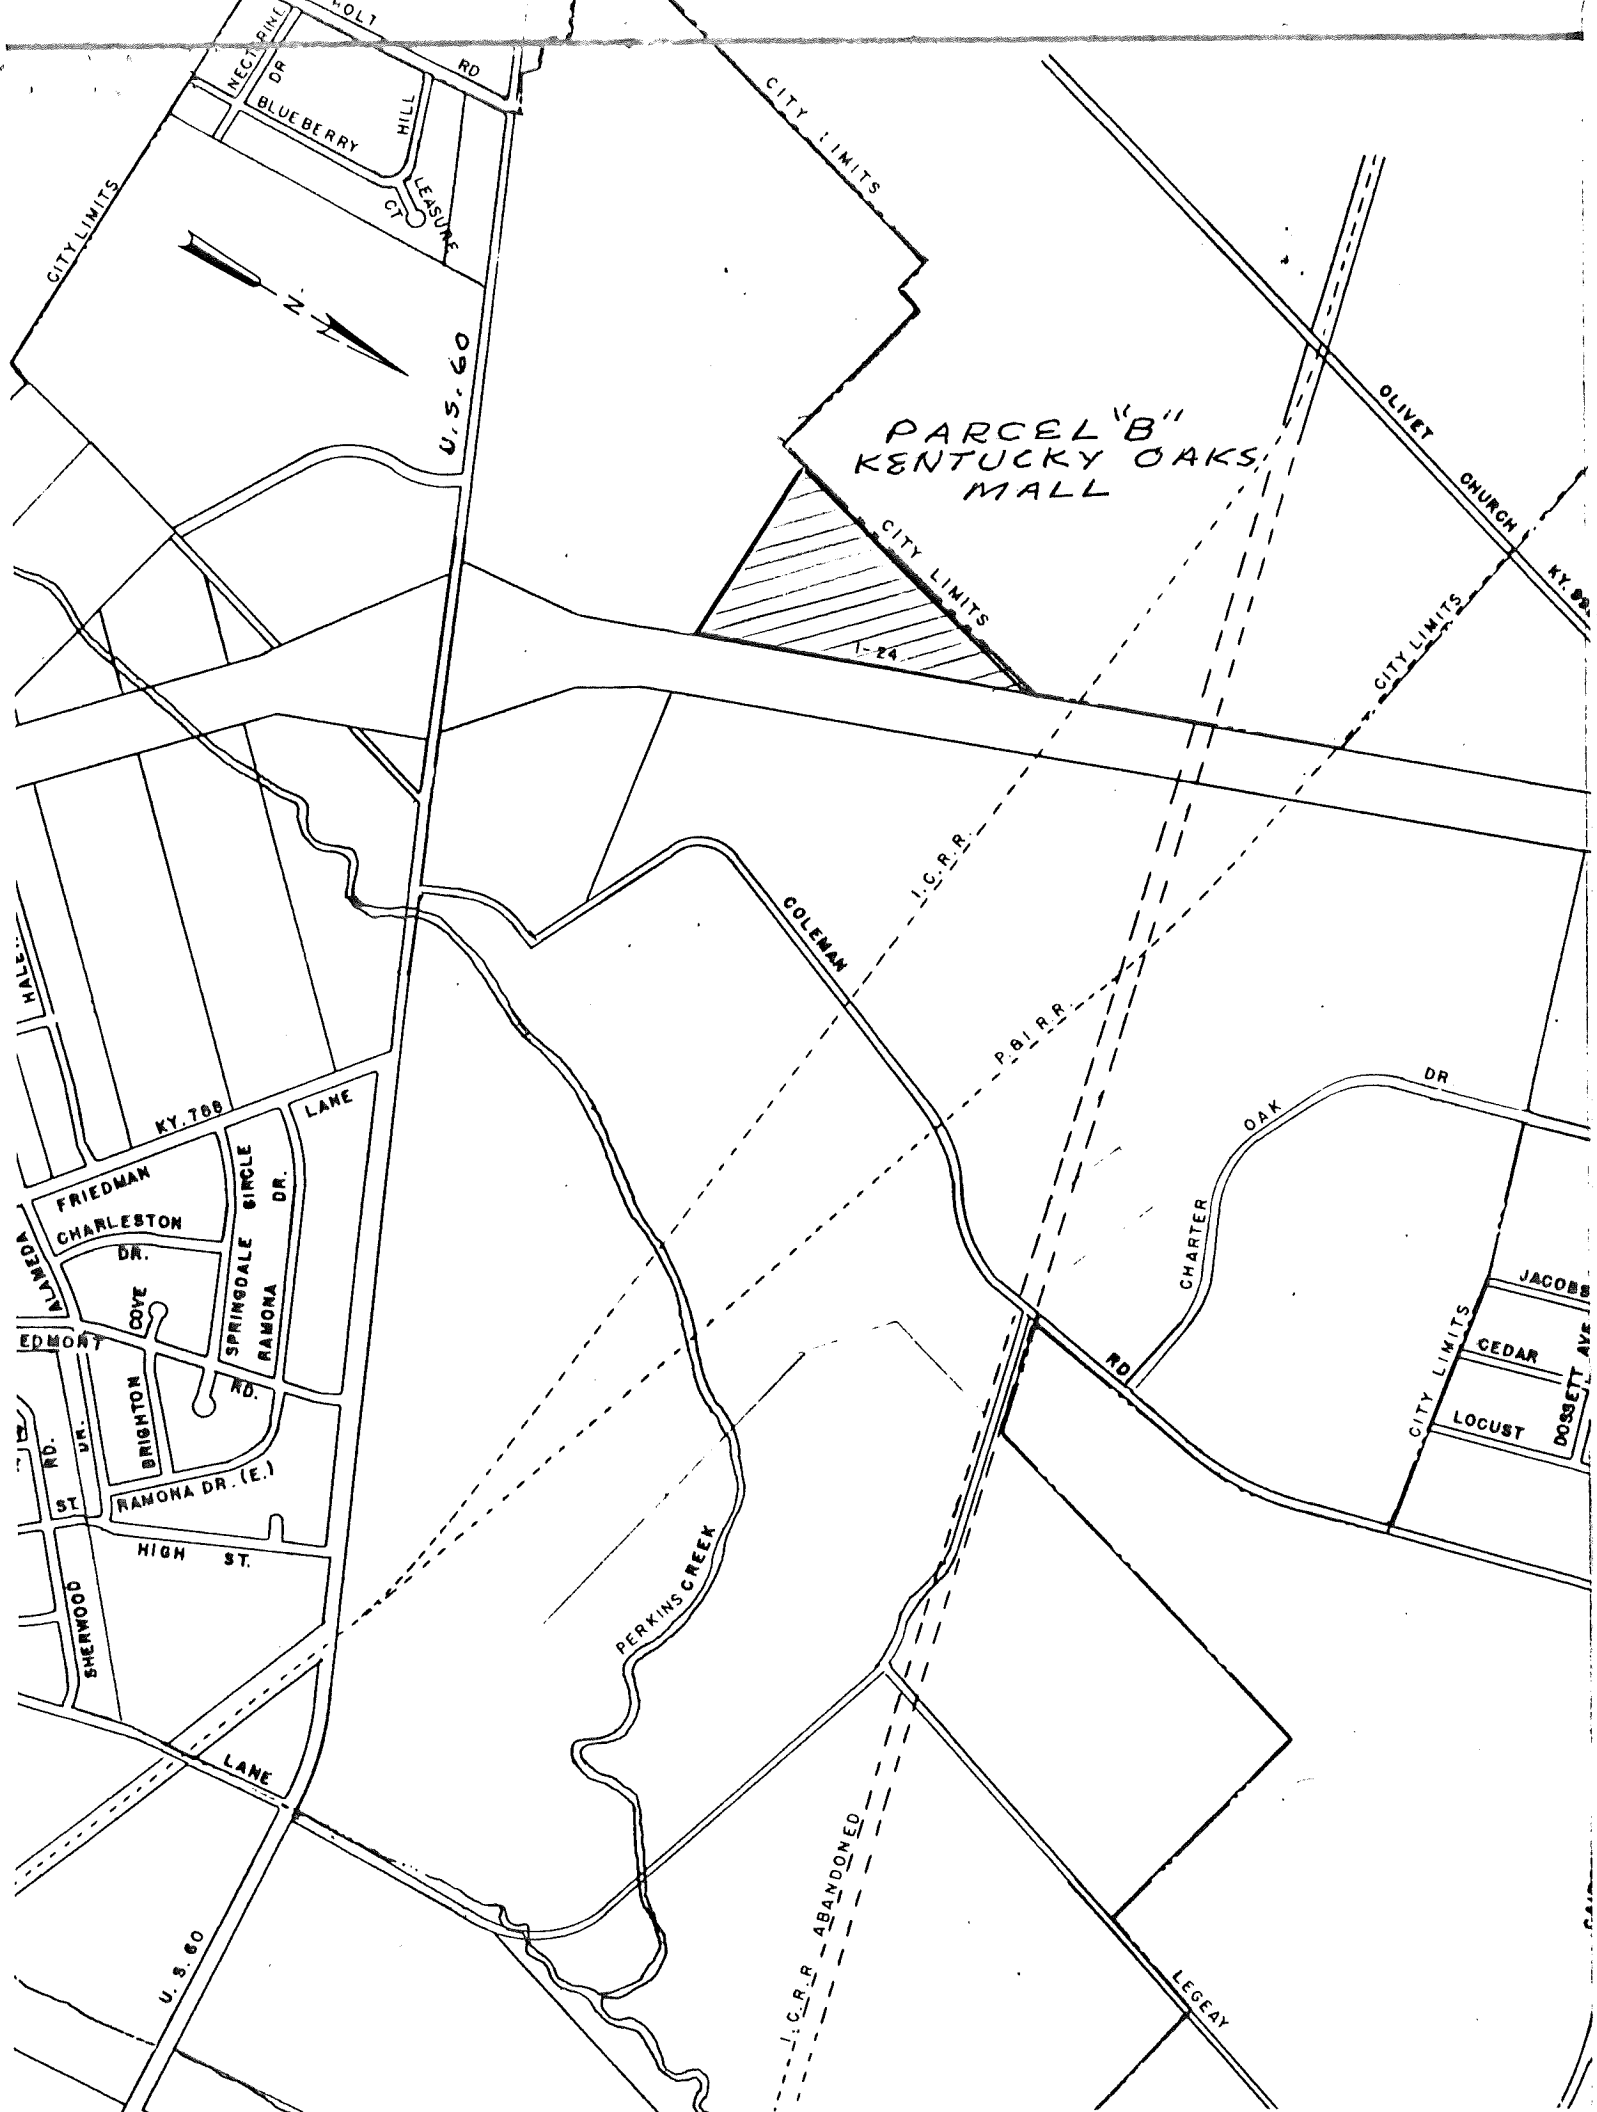 HOLT
RD
NECTARINE
DR
BLUEBERRY
HILL
LEASURE
CT
CITY LIMITS
CITY LIMITS
N
U.S. 60
PARCEL "B"
KENTUCKY OAKS
MALL
OLIVET
CHURCH
CITY LIMITS
CITY LIMITS
I-24
I.C.R.R.
COLEMAN
P.&I R.R.
DR
OAK
CHARTER
KY. 788
LANE
FRIEDMAN
CHARLESTON
DR.
SPRINGDALE CIRCLE
RAMONA DR.
ALAMEDA
COVE
EDMONT
RD.
BRIGHTON
RD.
DR.
ST.
RAMONA DR. (E.)
HIGH ST.
SHERWOOD
PERKINS CREEK
RD
JACOBS
CEDAR
LOCUST
DOSSETT AVE
CITY LIMITS
LANE
U.S. 60
I.C.R.R. ABANDONED
LEGEAY